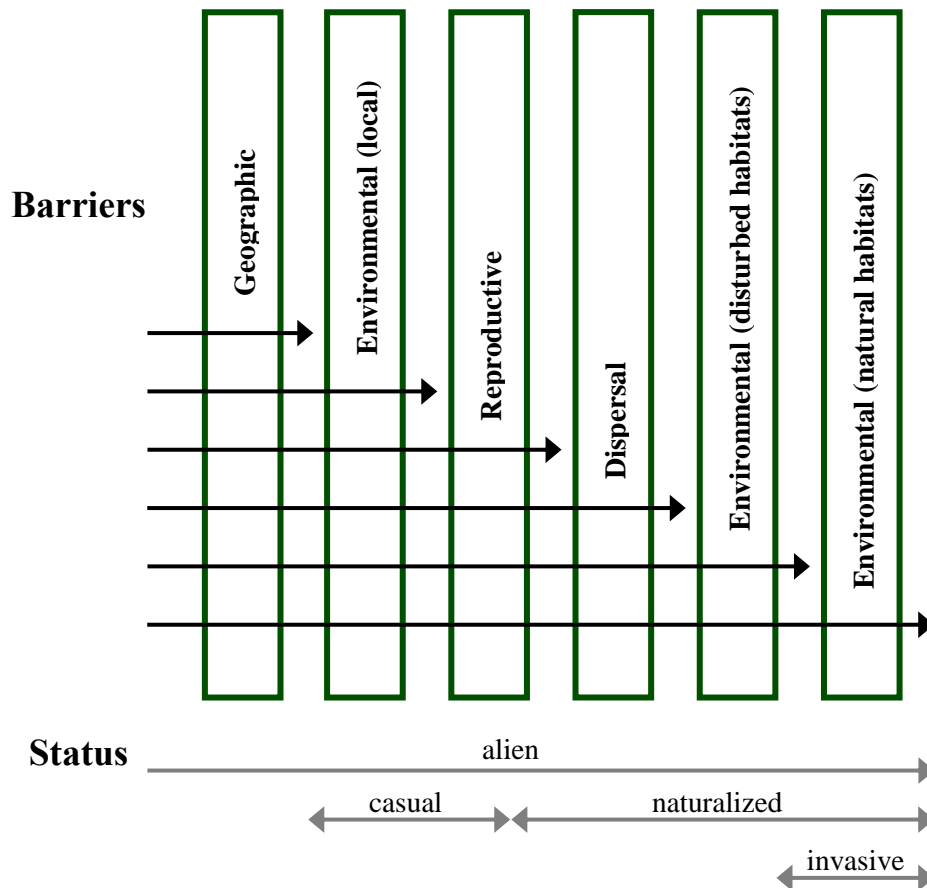 Barriers
Geographic
Environmental (local)
Reproductive
Dispersal
Environmental (disturbed habitats)
Environmental (natural habitats)
Status
alien
casual
naturalized
invasive